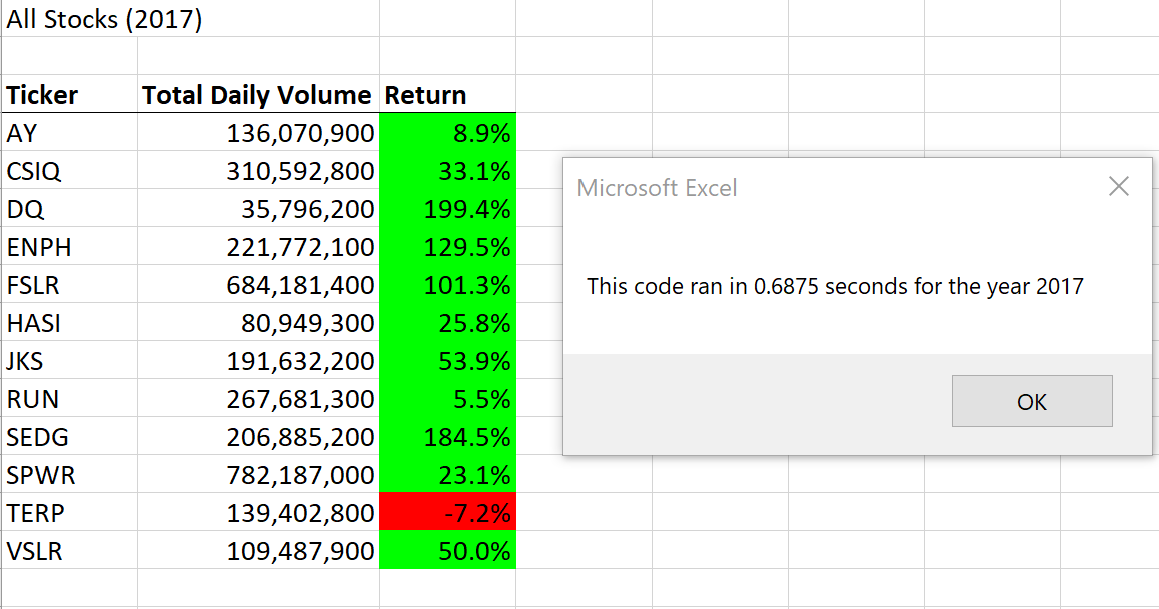 All Stocks (2017)
Ticker Total Daily Volume Return
AY 136,070,900 8.9%
CSIQ 310,592,800 33.1%
DQ 35,796,200 199.4%
ENPH 221,772,100 129.5%
FSLR 684,181,400 101.3%
HASI 80,949,300 25.8%
JKS 191,632,200 53.9%
RUN 267,681,300 5.5%
SEDG 206,885,200 184.5%
SPWR 782,187,000 23.1%
TERP 139,402,800 -7.2%
VSLR 109,487,900 50.0%
Microsoft Excel
This code ran in 0.6875 seconds for the year 2017
OK